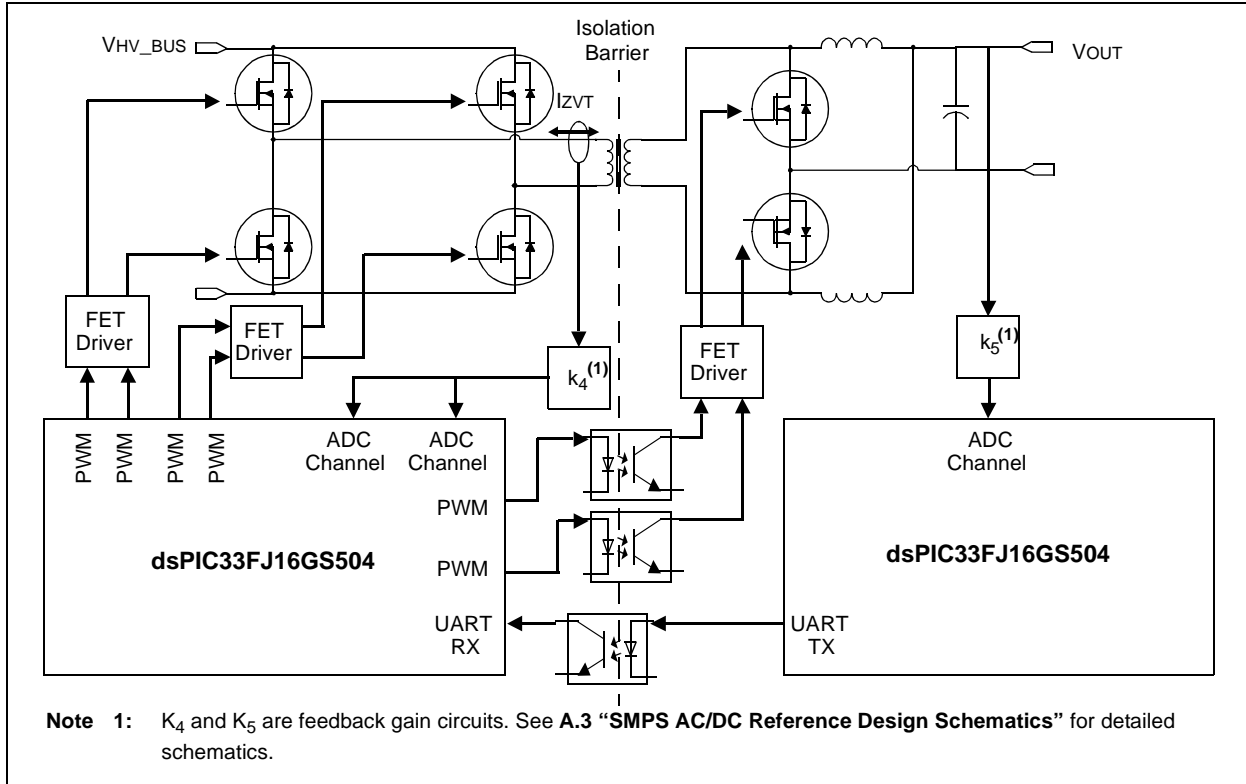 Isolation
Barrier
VHV_BUS
IZVT
VOUT
FET
Driver
FET
Driver
k4(1)
FET
Driver
k5(1)
PWM
PWM
PWM
PWM
ADC
Channel
ADC
Channel
PWM
dsPIC33FJ16GS504
PWM
UART
RX
ADC
Channel
dsPIC33FJ16GS504
UART
TX
Note 1: K4 and K5 are feedback gain circuits. See A.3 “SMPS AC/DC Reference Design Schematics” for detailed
schematics.